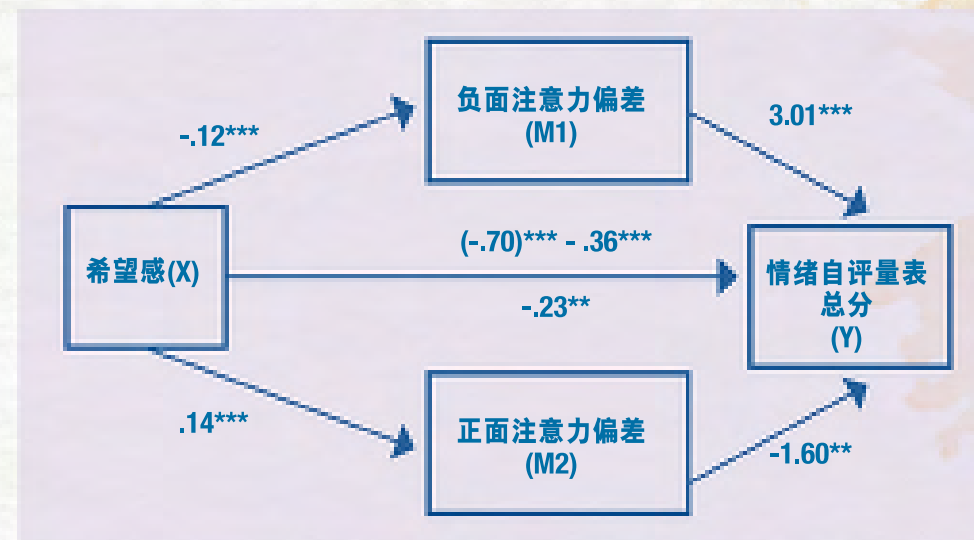 负面注意力偏差
(M1)
-.12***
3.01***
(-.70)*** - .36***
希望感(X)
-.23**
情绪自评量表
总分
(Y)
.14***
正面注意力偏差
(M2)
-1.60**